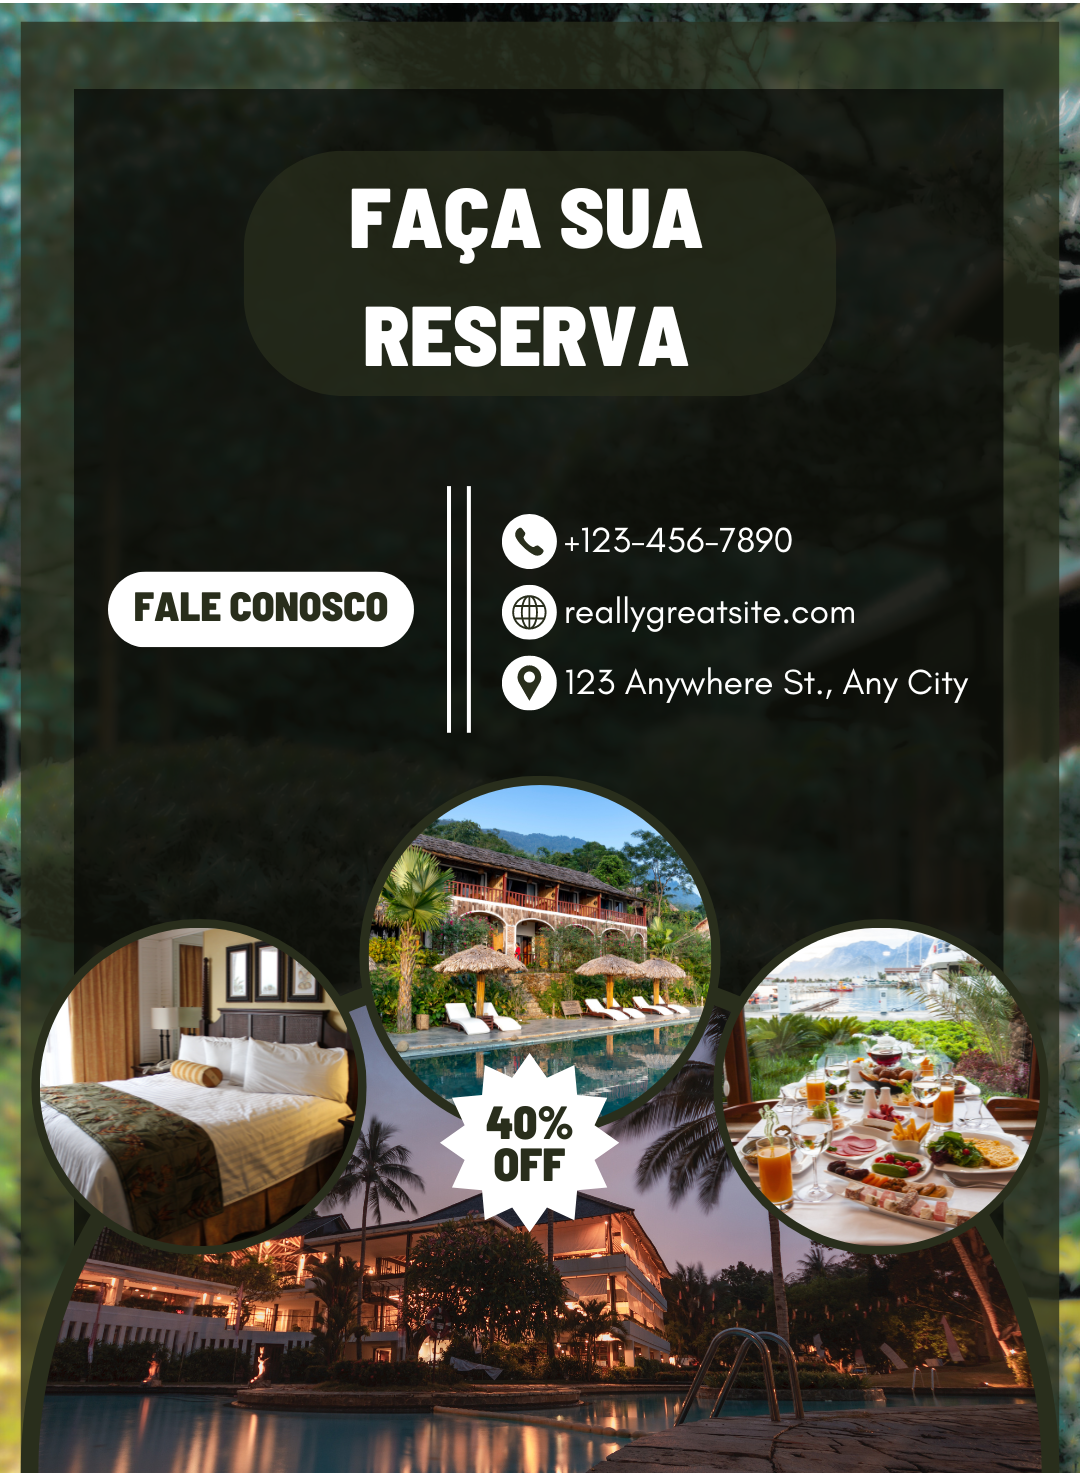 FAÇA SUA
RESERVA
FALE CONOSCO
+123-456-7890
reallygreatsite.com
123 Anywhere St., Any City
40%
OFF